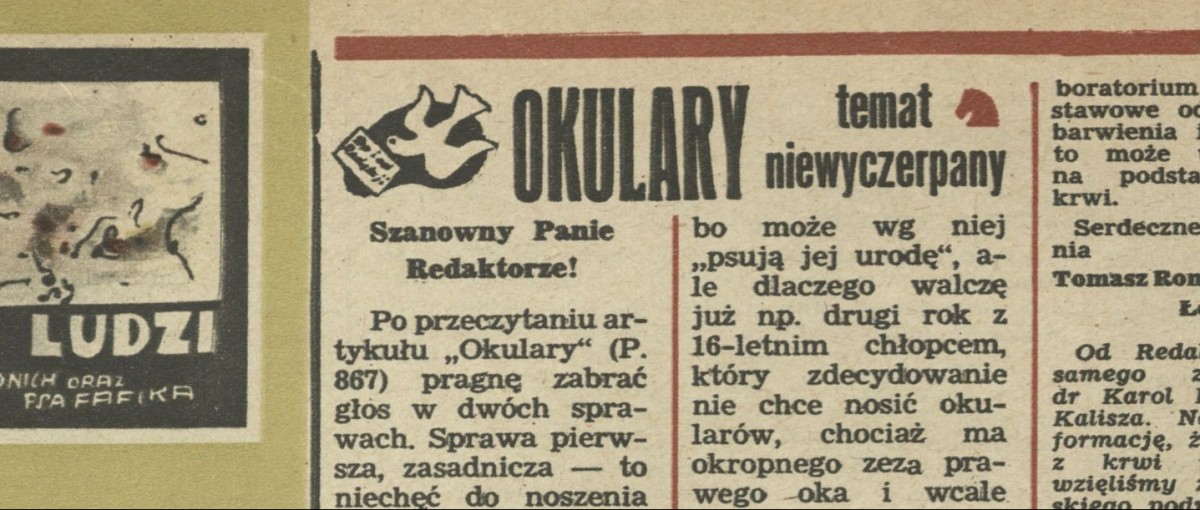 LUDZI
ORAZ
PSA FAFIKA
OKULARY
temat
niewyczerpany
Szanowny Panie
Redaktorze!
Po przeczytaniu ar-
tykułu „Okulary“ (P.
867) pragnę zabrać
głos w dwóch spra-
wach. Sprawa pierw-
sza, zasadnicza — to
niechęć do noszenia
bo może wg niej
„psują jej urodę“, a-
le dlaczego walczę
już np. drugi rok z
16-letnim chłopcem,
który zdecydowanie
nie chce nosić oku-
larów, chociaż ma
okropnego zeza pra-
wego oka i wcale
boratorium
stawowe
barwienia
to może
na
krwi.
Serdeczne
nia
Tomasz
Od
samego
dr Karol
Kalisza.
formację,
z krwi
wzięliśmy